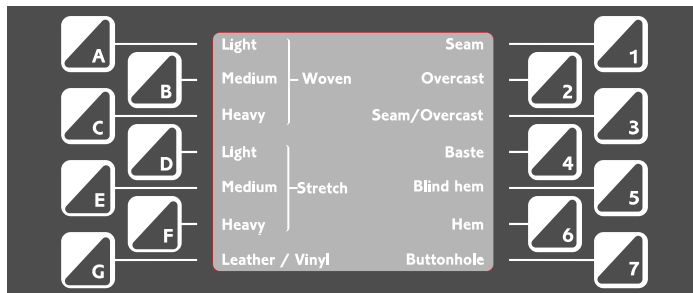 A Light Seam 1
B Medium Woven Overcast 2
C Heavy Seam/Overcast 3
D Light Baste 4
E Medium Stretch Blind hem 5
F Heavy Hem 6
G Leather / Vinyl Buttonhole 7